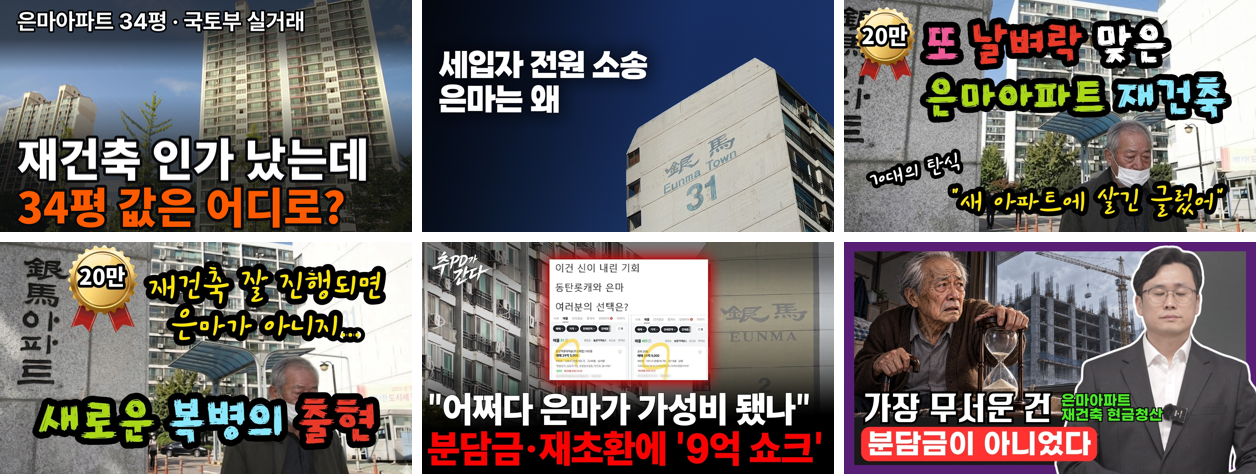 은마아파트 34평 · 국토부 실거래
재건축 인가 났는데
34평 값은 어디로?
세입자 전원 소송
은마는 왜
銀馬
Eunma Town
31
20만
또 날벼락 맞은
은마아파트 재건축
70대의 탄식
"새 아파트에 살긴 글렀어"
銀馬아파트
20만
재건축 잘 진행되면
은마가 아니지...
새로운 복병의 출현
추PD가
간다
이건 신이 내린 기회
동탄롯캐와 은마
여러분의 선택은?
銀馬
EUNMA
2
"어쩌다 은마가 가성비 됐나"
분담금·재초환에 '9억 쇼크'
가장 무서운 건
은마아파트
재건축 현금청산
분담금이 아니었다